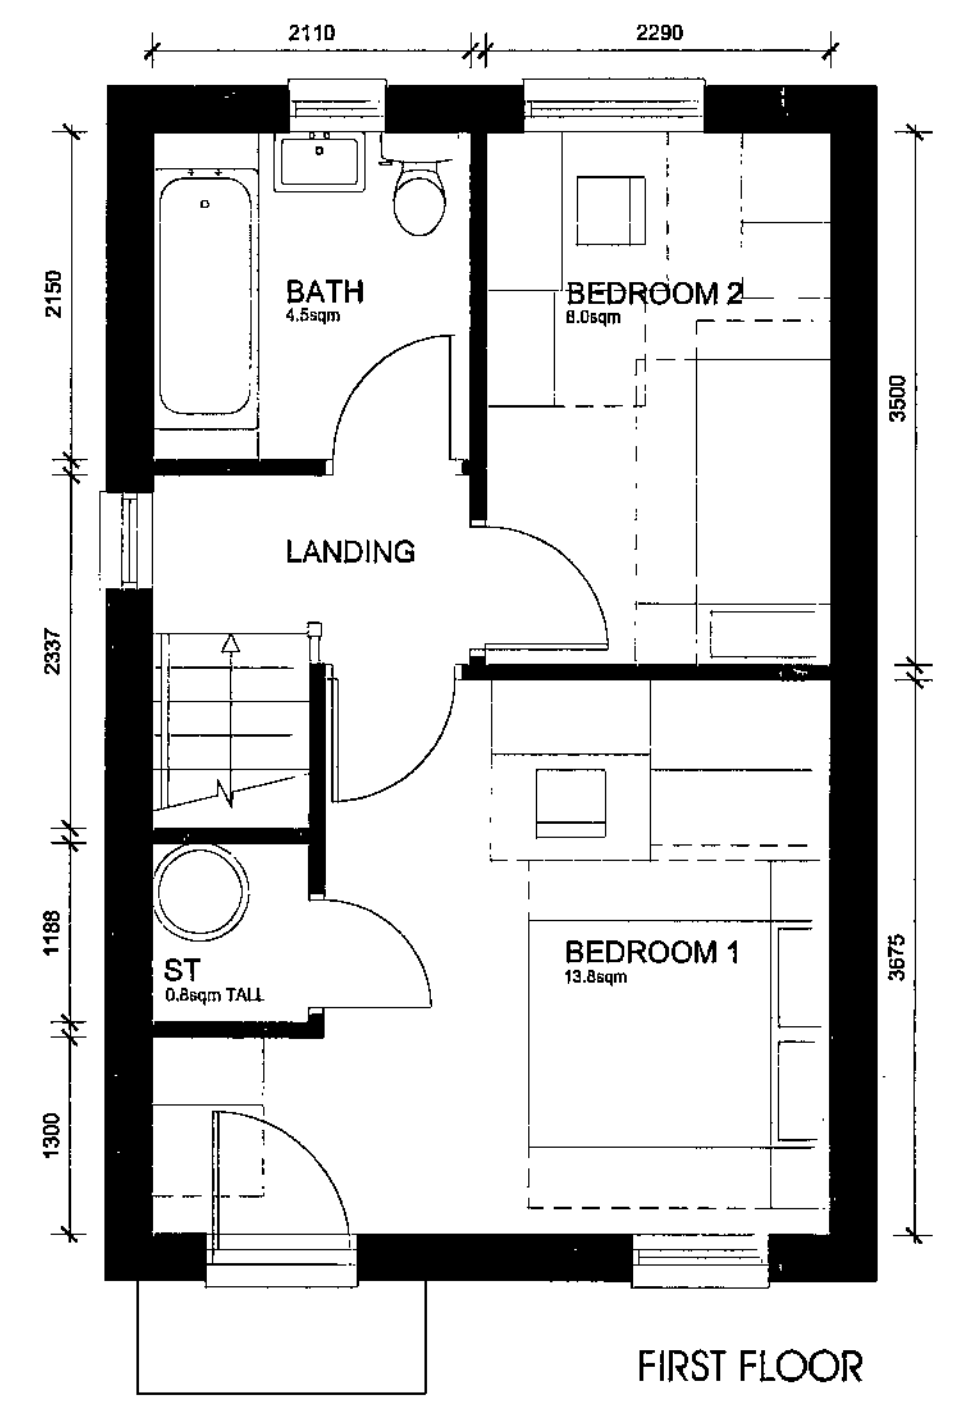 2110
2290
2150
BATH
4.5sqm
BEDROOM 2
8.0sqm
3500
LANDING
2337
1188
ST
0.8sqm TALL
BEDROOM 1
13.8sqm
3675
1300
FIRST FLOOR